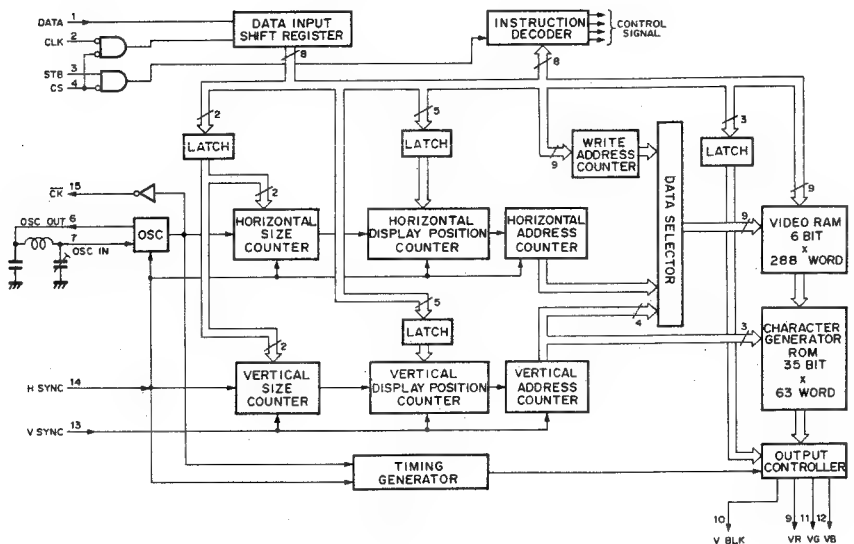 DATA 1
DATA INPUT
SHIFT REGISTER
INSTRUCTION
DECODER
CONTROL
SIGNAL
CLK 2
STB 3
CS 4
8
8
2
5
3
LATCH
LATCH
9
WRITE
ADDRESS
COUNTER
LATCH
DATA SELECTOR
9
CK 15
2
OSC OUT 6
7 OSC IN
OSC
HORIZONTAL
SIZE
COUNTER
HORIZONTAL
DISPLAY POSITION
COUNTER
HORIZONTAL
ADDRESS
COUNTER
9
VIDEO RAM
6 BIT
x
288 WORD
5
4
LATCH
3
CHARACTER
GENERATOR
ROM
35 BIT
x
63 WORD
2
H SYNC 14
VERTICAL
SIZE
COUNTER
VERTICAL
DISPLAY POSITION
COUNTER
VERTICAL
ADDRESS
COUNTER
V SYNC 13
TIMING
GENERATOR
OUTPUT
CONTROLLER
10 9 11 12
V BLK VR VG VB